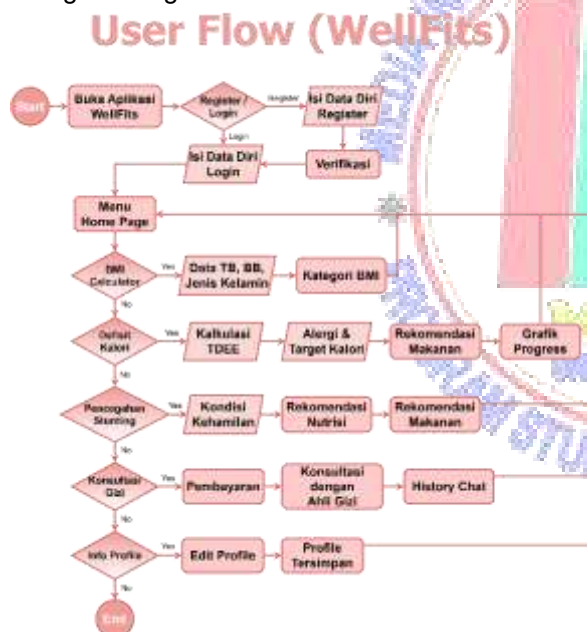 User Flow (WellFits)
Start
Buka Aplikasi
WellFits
Register /
Login
Register
Isi Data Diri
Register
Login
Isi Data Diri
Login
Verifikasi
Menu
Home Page
BMI
Calculator
Yes
Data TB, BB,
Jenis Kelamin
Kategori BMI
No
Defisit
Kalori
Yes
Kalkulasi
TDEE
Alergi &
Target Kalori
Rekomendasi
Makanan
Grafik
Progress
No
Pencegahan
Stunting
Yes
Kondisi
Kehamilan
Rekomendasi
Nutrisi
Rekomendasi
Makanan
No
Konsultasi
Gizi
Yes
Pembayaran
Konsultasi
dengan
Ahli Gizi
History Chat
No
Info Profile
Yes
Edit Profile
Profile
Tersimpan
No
End